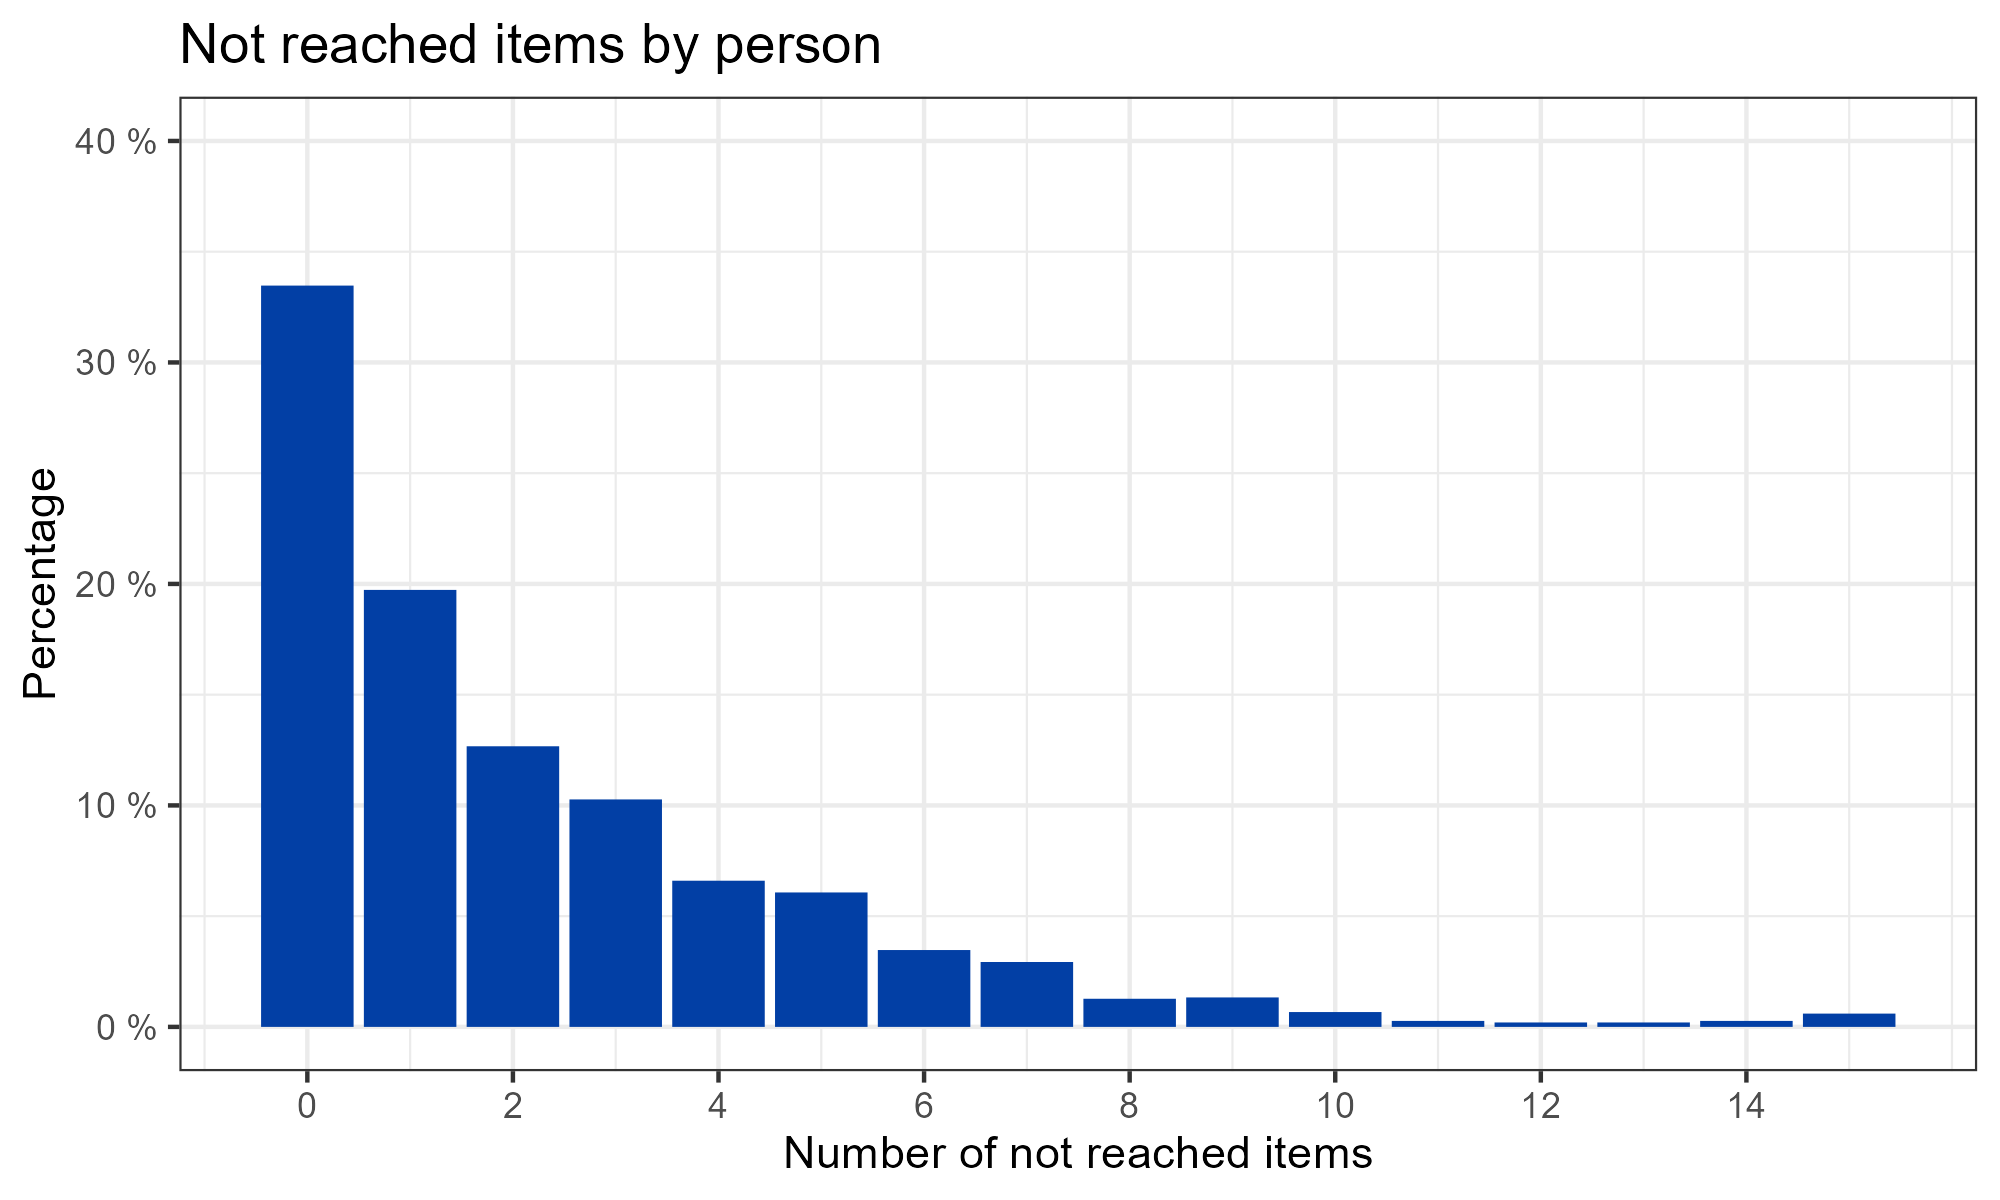 Not reached items by person
Percentage
40 %
30 %
20 %
10 %
0 %
0 2 4 6 8 10 12 14
Number of not reached items